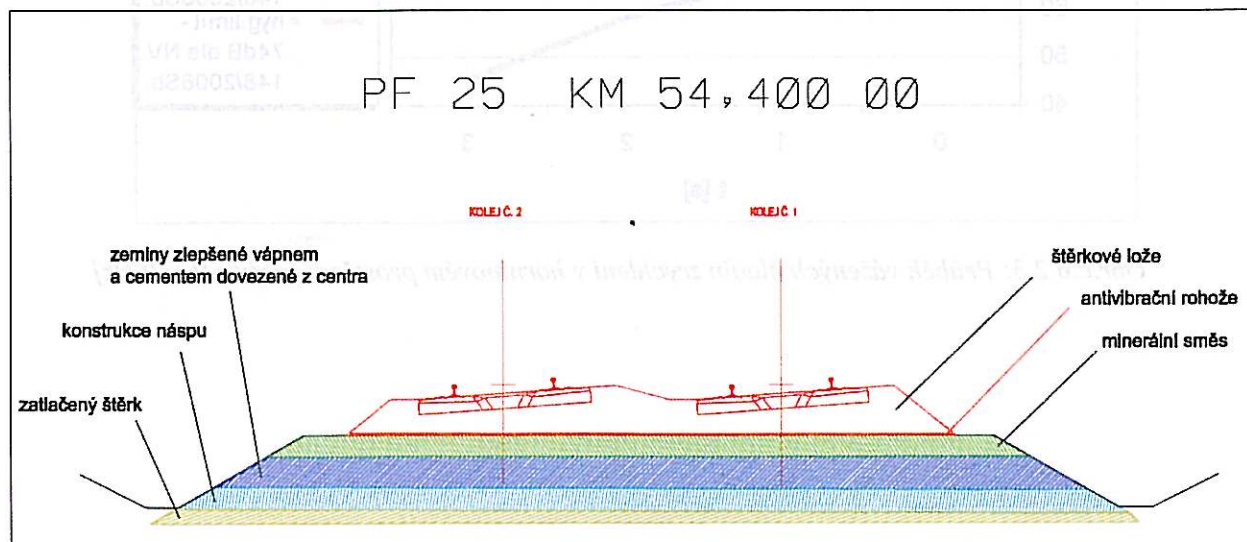 PF 25 KM 54,400 00
KOLEJ Č. 2
KOLEJ Č. 1
zeminy zlepšené vápnem
a cementem dovezené z centra
konstrukce náspu
zatlačený štěrk
štěrkové lože
antivibrační rohože
minerální směs